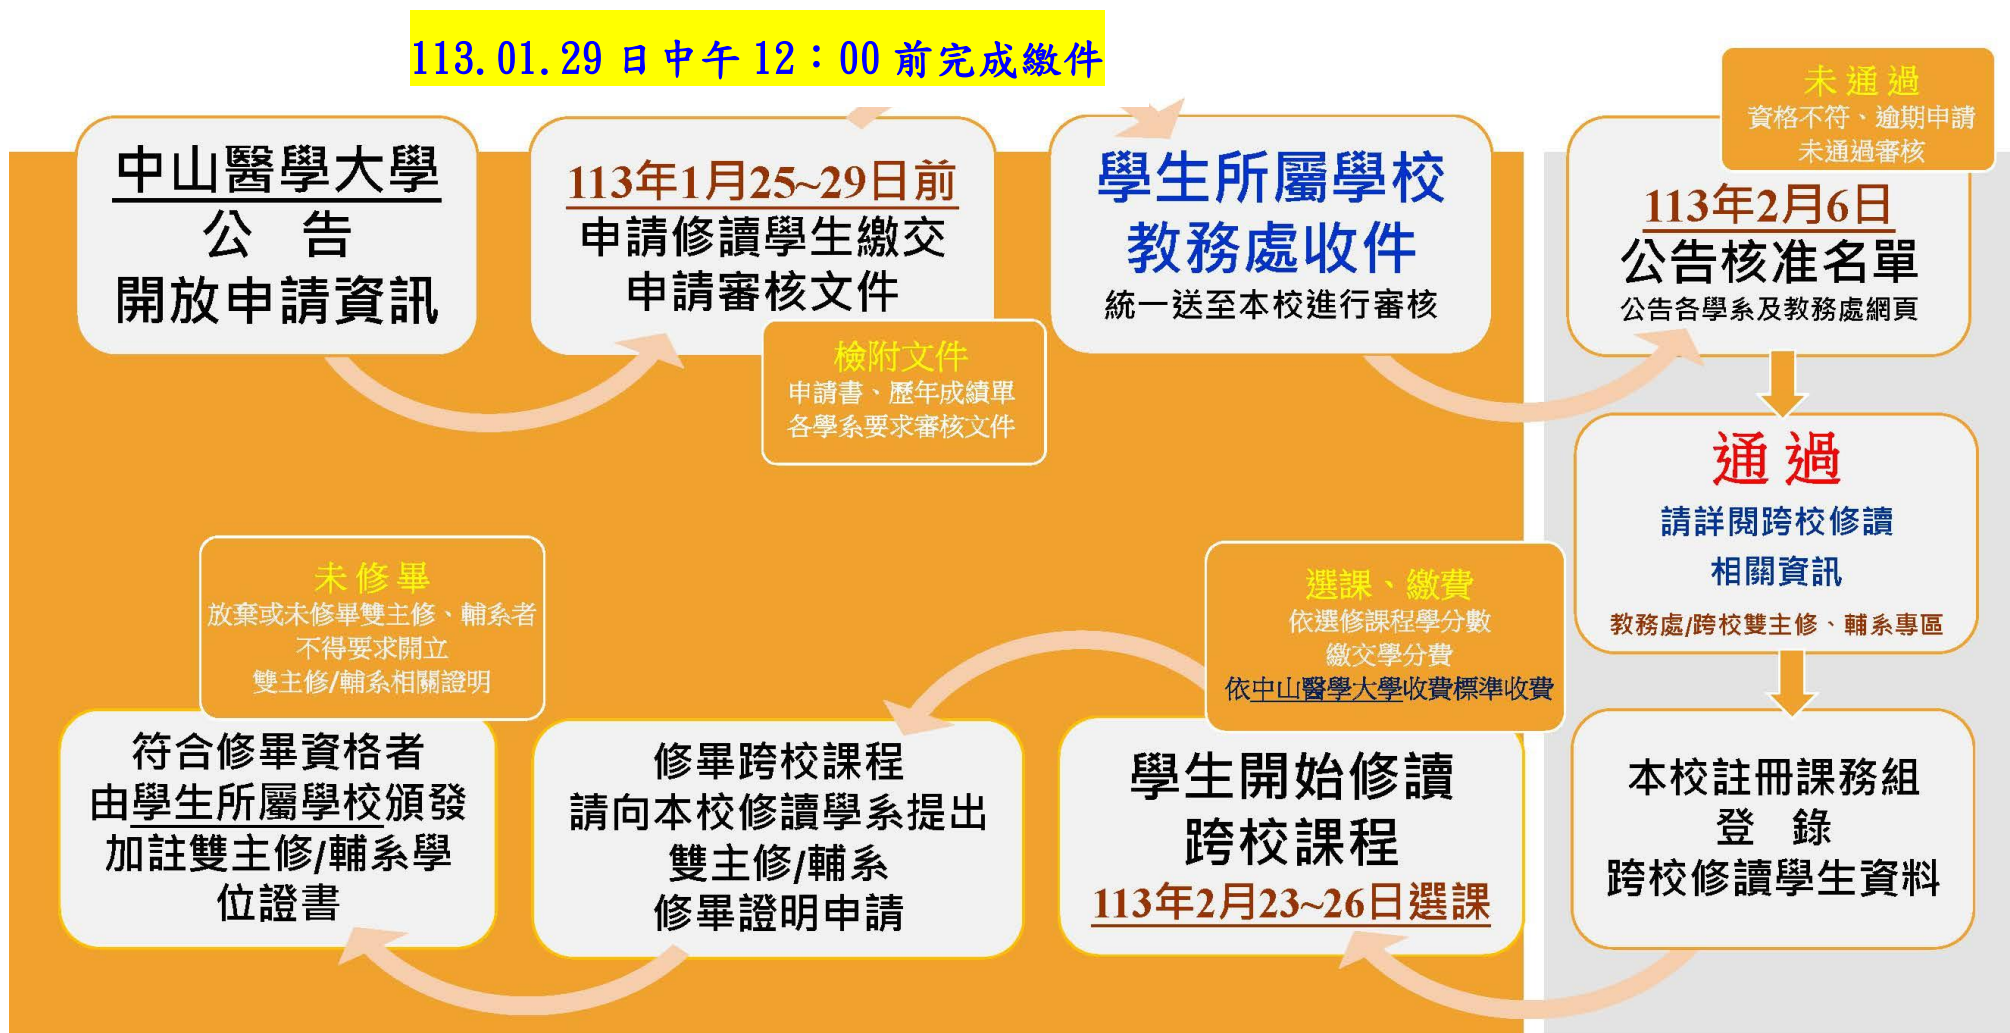 113.01.29 日中午 12：00 前完成繳件
中山醫學大學
公　告
開放申請資訊
113年1月25~29日前
申請修讀學生繳交
申請審核文件
檢附文件
申請書、歷年成績單
各學系要求審核文件
學生所屬學校
教務處收件
統一送至本校進行審核
未通過
資格不符、逾期申請
未通過審核
113年2月6日
公告核准名單
公告各學系及教務處網頁
通過
請詳閱跨校修讀
相關資訊
教務處/跨校雙主修、輔系專區
本校註冊課務組
登　錄
跨校修讀學生資料
選課、繳費
依選修課程學分數
繳交學分費
依中山醫學大學收費標準收費
學生開始修讀
跨校課程
113年2月23~26日選課
修畢跨校課程
請向本校修讀學系提出
雙主修/輔系
修畢證明申請
未修畢
放棄或未修畢雙主修、輔系者
不得要求開立
雙主修/輔系相關證明
符合修畢資格者
由學生所屬學校頒發
加註雙主修/輔系學
位證書